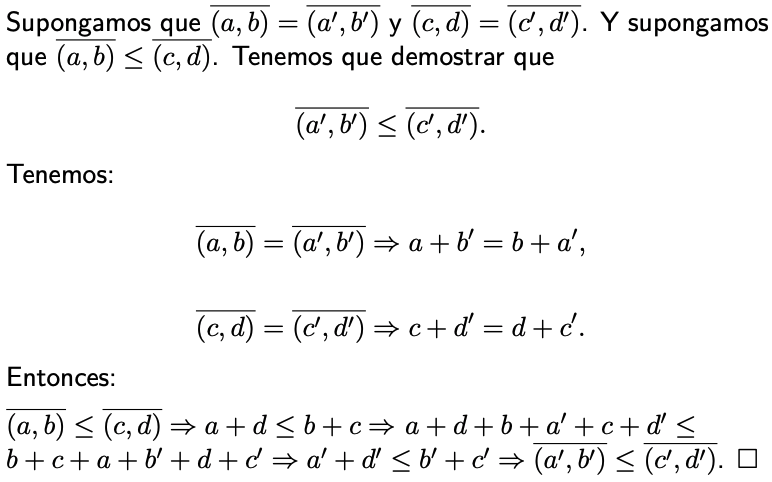 Supongamos que $\overline{(a, b)} = \overline{(a', b')}$ y $\overline{(c, d)} = \overline{(c', d')}$. Y supongamos
que $\overline{(a, b)} \leq \overline{(c, d)}$. Tenemos que demostrar que
$\overline{(a', b')} \leq \overline{(c', d')}.$
Tenemos:
$\overline{(a, b)} = \overline{(a', b')} \Rightarrow a + b' = b + a',$
$\overline{(c, d)} = \overline{(c', d')} \Rightarrow c + d' = d + c'.$
Entonces:
$\overline{(a, b)} \leq \overline{(c, d)} \Rightarrow a + d \leq b + c \Rightarrow a + d + b + a' + c + d' \leq$
$b + c + a + b' + d + c' \Rightarrow a' + d' \leq b' + c' \Rightarrow \overline{(a', b')} \leq \overline{(c', d')}.$ □